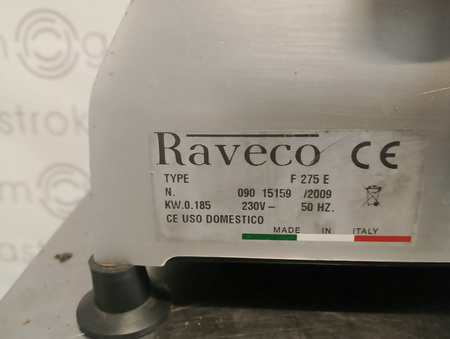 Raveco CE
TYPE F 275 E
N. 090 15159 /2009
KW.0.185 230V~ 50 HZ.
CE USO DOMESTICO
MADE IN ITALY